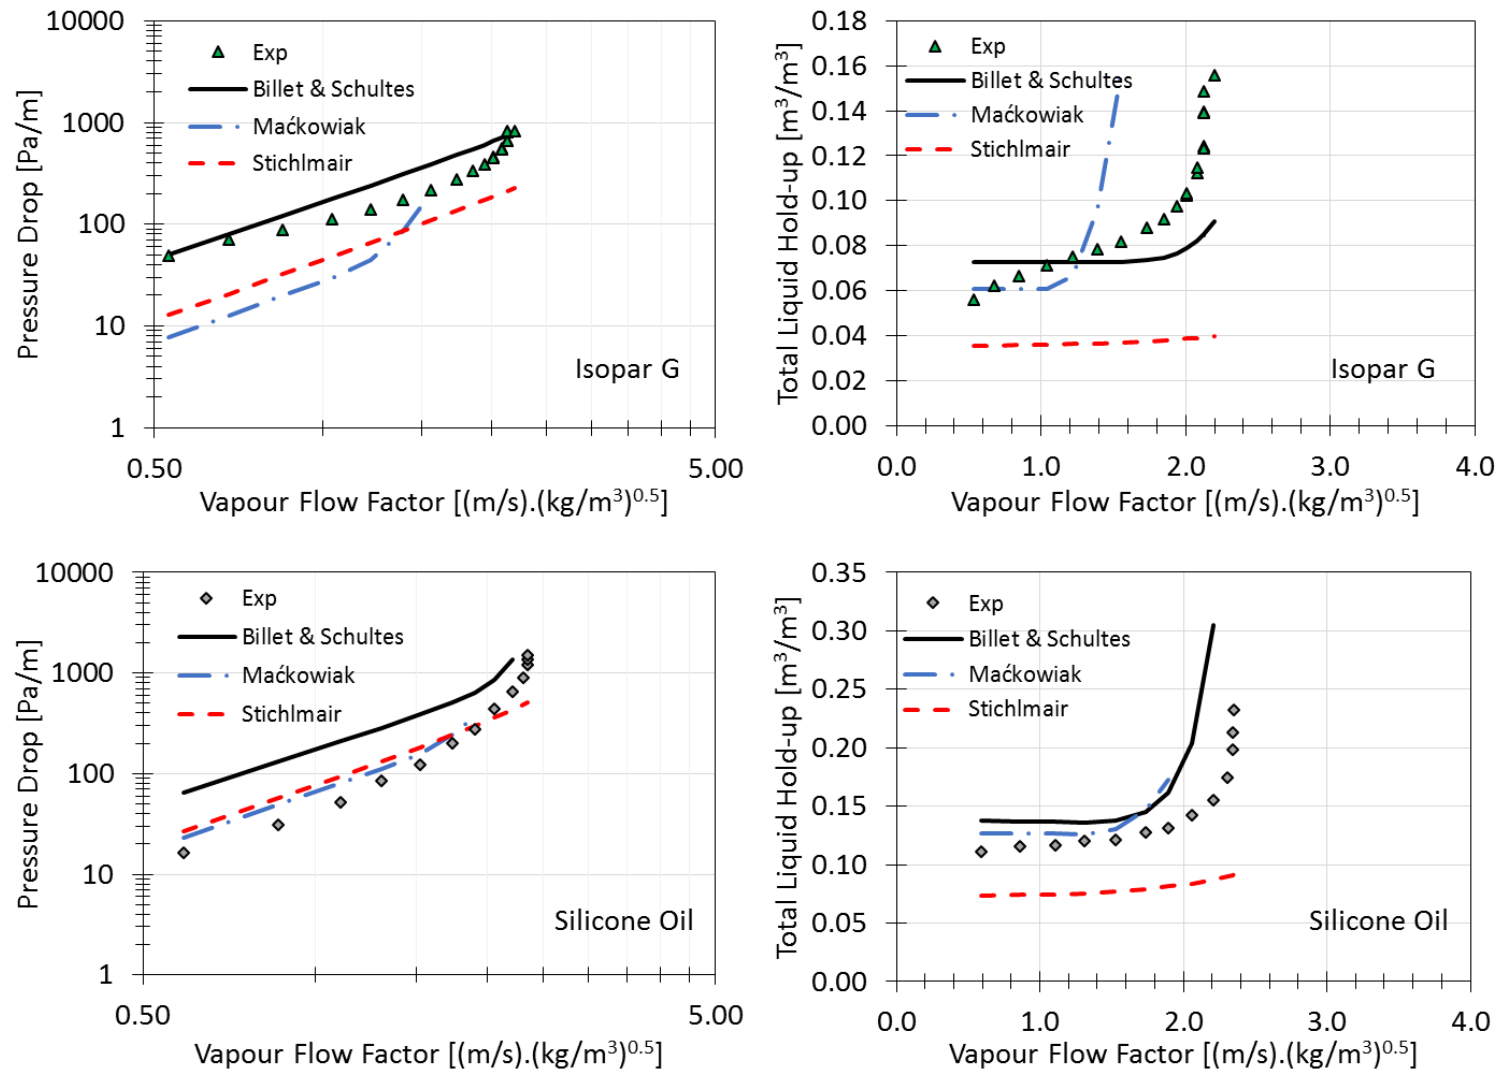 Pressure Drop [Pa/m]
10000
1000
100
10
1
Exp
Billet & Schultes
Maćkowiak
Stichlmair
Isopar G
0.50
5.00
Vapour Flow Factor [(m/s).(kg/m³)⁰·⁵]
Total Liquid Hold-up [m³/m³]
0.18
0.16
0.14
0.12
0.10
0.08
0.06
0.04
0.02
0.00
Exp
Billet & Schultes
Maćkowiak
Stichlmair
Isopar G
0.0
1.0
2.0
3.0
4.0
Vapour Flow Factor [(m/s).(kg/m³)⁰·⁵]
Pressure Drop [Pa/m]
10000
1000
100
10
1
Exp
Billet & Schultes
Maćkowiak
Stichlmair
Silicone Oil
0.50
5.00
Vapour Flow Factor [(m/s).(kg/m³)⁰·⁵]
Total Liquid Hold-up [m³/m³]
0.35
0.30
0.25
0.20
0.15
0.10
0.05
0.00
Exp
Billet & Schultes
Maćkowiak
Stichlmair
Silicone Oil
0.0
1.0
2.0
3.0
4.0
Vapour Flow Factor [(m/s).(kg/m³)⁰·⁵]